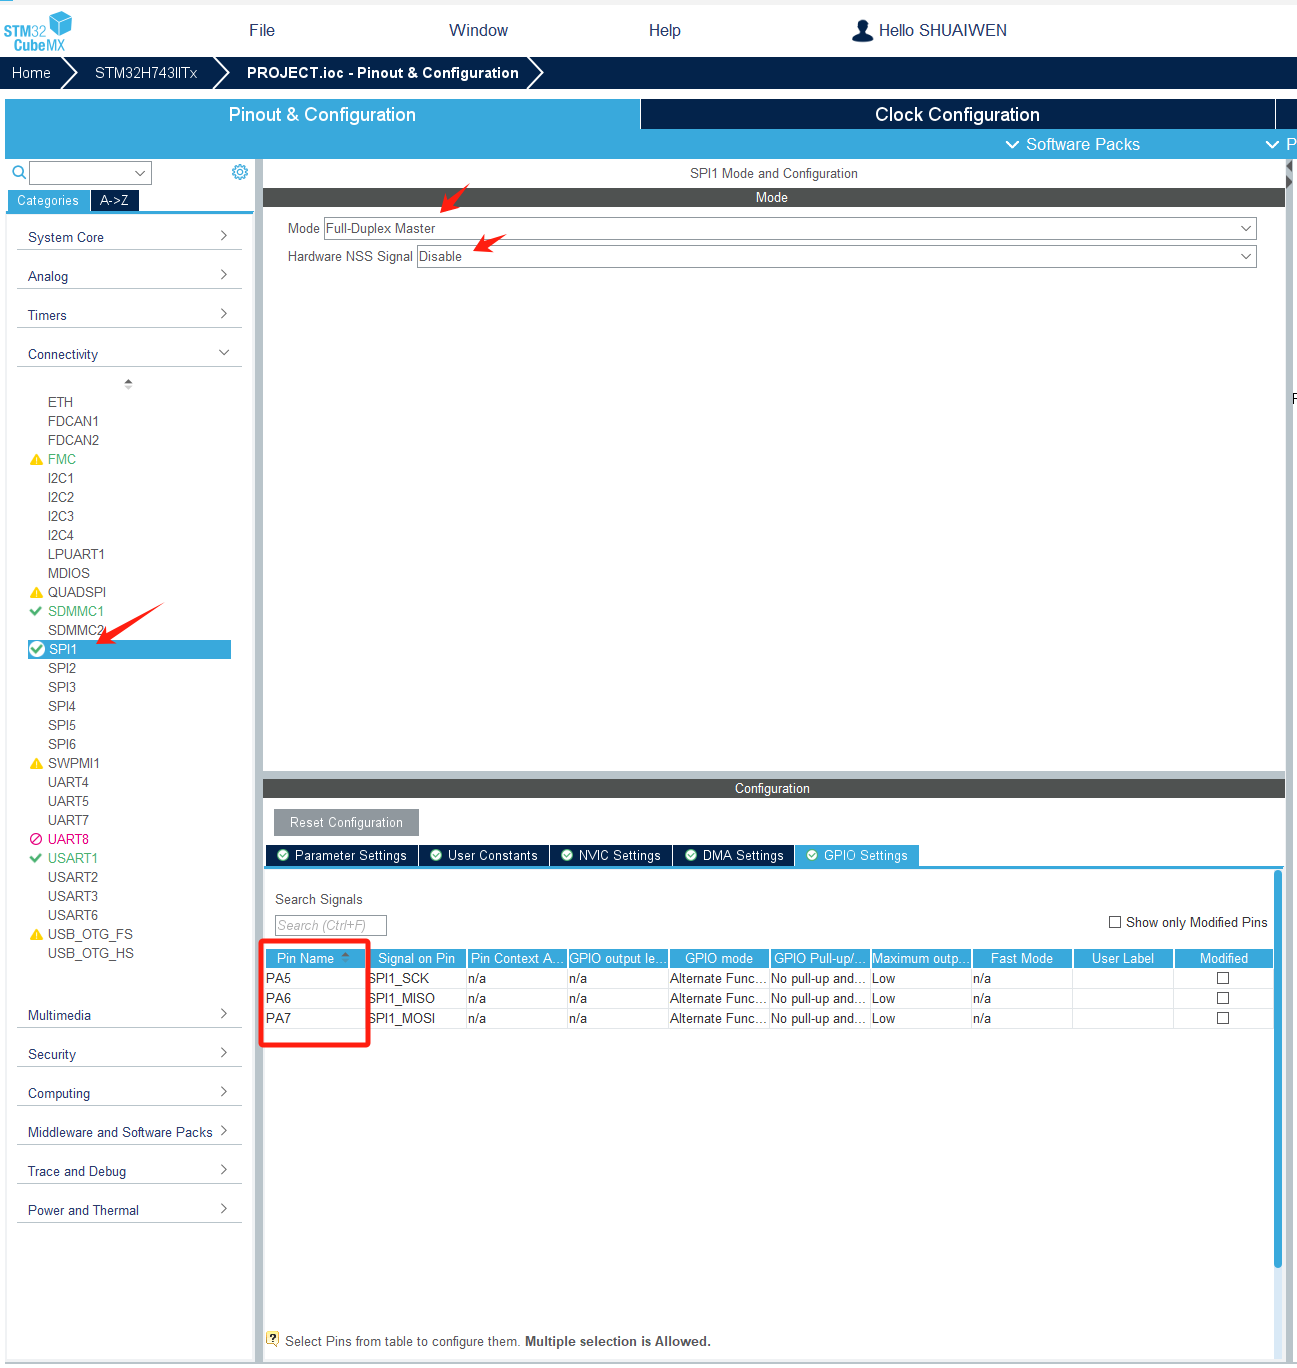 STM32
CubeMX
File
Window
Help
Hello SHUAIWEN
Home
STM32H743IITx
PROJECT.ioc - Pinout & Configuration
Pinout & Configuration
Clock Configuration
Software Packs
P
Categories
A->Z
System Core
Analog
Timers
Connectivity
ETH
FDCAN1
FDCAN2
FMC
I2C1
I2C2
I2C3
I2C4
LPUART1
MDIOS
QUADSPI
SDMMC1
SDMMC2
SPI1
SPI2
SPI3
SPI4
SPI5
SPI6
SWPMI1
UART4
UART5
UART7
UART8
USART1
USART2
USART3
USART6
USB_OTG_FS
USB_OTG_HS
Multimedia
Security
Computing
Middleware and Software Packs
Trace and Debug
Power and Thermal
SPI1 Mode and Configuration
Mode
Mode Full-Duplex Master
Hardware NSS Signal Disable
Configuration
Reset Configuration
Parameter Settings
User Constants
NVIC Settings
DMA Settings
GPIO Settings
Search Signals
Search (Ctrl+F)
Show only Modified Pins
Pin Name Signal on Pin Pin Context A... GPIO output le... GPIO mode GPIO Pull-up/... Maximum outp... Fast Mode User Label Modified
PA5 SPI1_SCK n/a n/a Alternate Func... No pull-up and... Low n/a
PA6 SPI1_MISO n/a n/a Alternate Func... No pull-up and... Low n/a
PA7 SPI1_MOSI n/a n/a Alternate Func... No pull-up and... Low n/a
Select Pins from table to configure them. Multiple selection is Allowed.